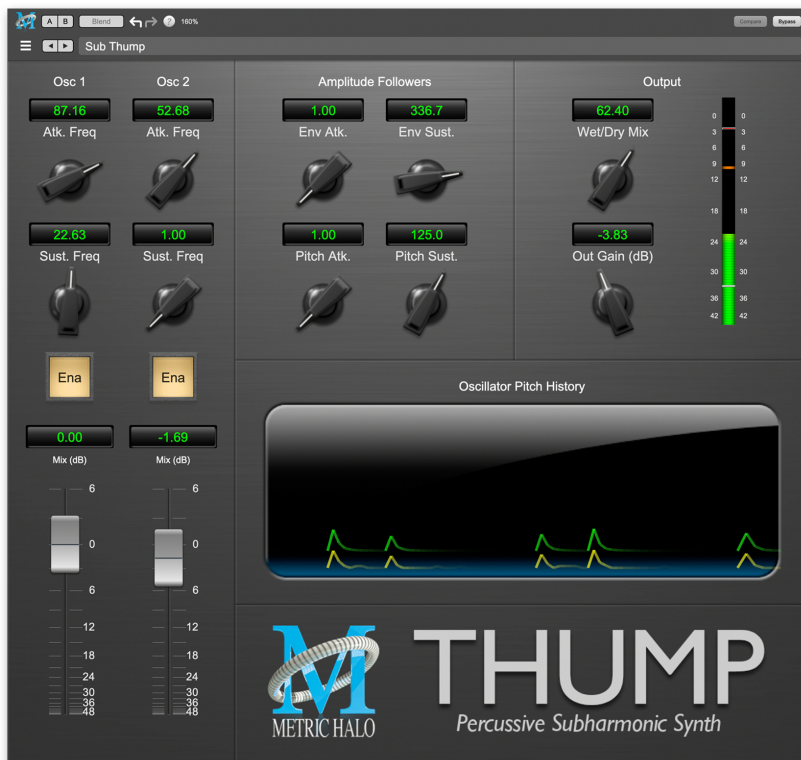 A B Blend ? 160% Compare Bypass
Sub Thump
Osc 1 Osc 2
87.16 52.68
Atk. Freq Atk. Freq
22.63 1.00
Sust. Freq Sust. Freq
Ena Ena
0.00 -1.69
Mix (dB) Mix (dB)
6 6
0 0
6 6
12 12
18 18
24 24
30 30
36 36
48 48
Amplitude Followers
1.00 336.7
Env Atk. Env Sust.
1.00 125.0
Pitch Atk. Pitch Sust.
Output
62.40
Wet/Dry Mix
-3.83
Out Gain (dB)
0 0
3 3
6 6
9 9
12 12
18 18
24 24
30 30
36 36
42 42
Oscillator Pitch History
METRIC HALO
THUMP
Percussive Subharmonic Synth